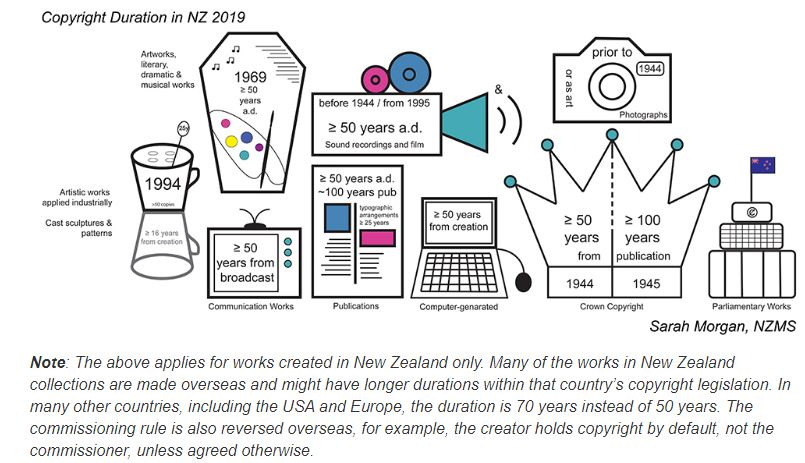 Copyright Duration in NZ 2019
Artworks,
literary,
dramatic &
musical works
1969
≥ 50
years
a.d.
before 1944 / from 1995
≥ 50 years a.d.
Sound recordings and film
&
prior to
1944
or as art
Photographs
25y
1994
>50 copies
≥ 16 years
from creation
Artistic works
applied industrially
Cast sculptures &
patterns
≥ 50
years from
broadcast
Communication Works
≥ 50 years a.d.
~100 years pub
typographic
arrangements
≥ 25 years
Publications
≥ 50 years
from creation
Computer-genarated
≥ 50
years
from
1944
≥ 100
years
publication
1945
Crown Copyright
©
Parliamentary Works
Sarah Morgan, NZMS
Note: The above applies for works created in New Zealand only. Many of the works in New Zealand
collections are made overseas and might have longer durations within that country’s copyright legislation. In
many other countries, including the USA and Europe, the duration is 70 years instead of 50 years. The
commissioning rule is also reversed overseas, for example, the creator holds copyright by default, not the
commissioner, unless agreed otherwise.